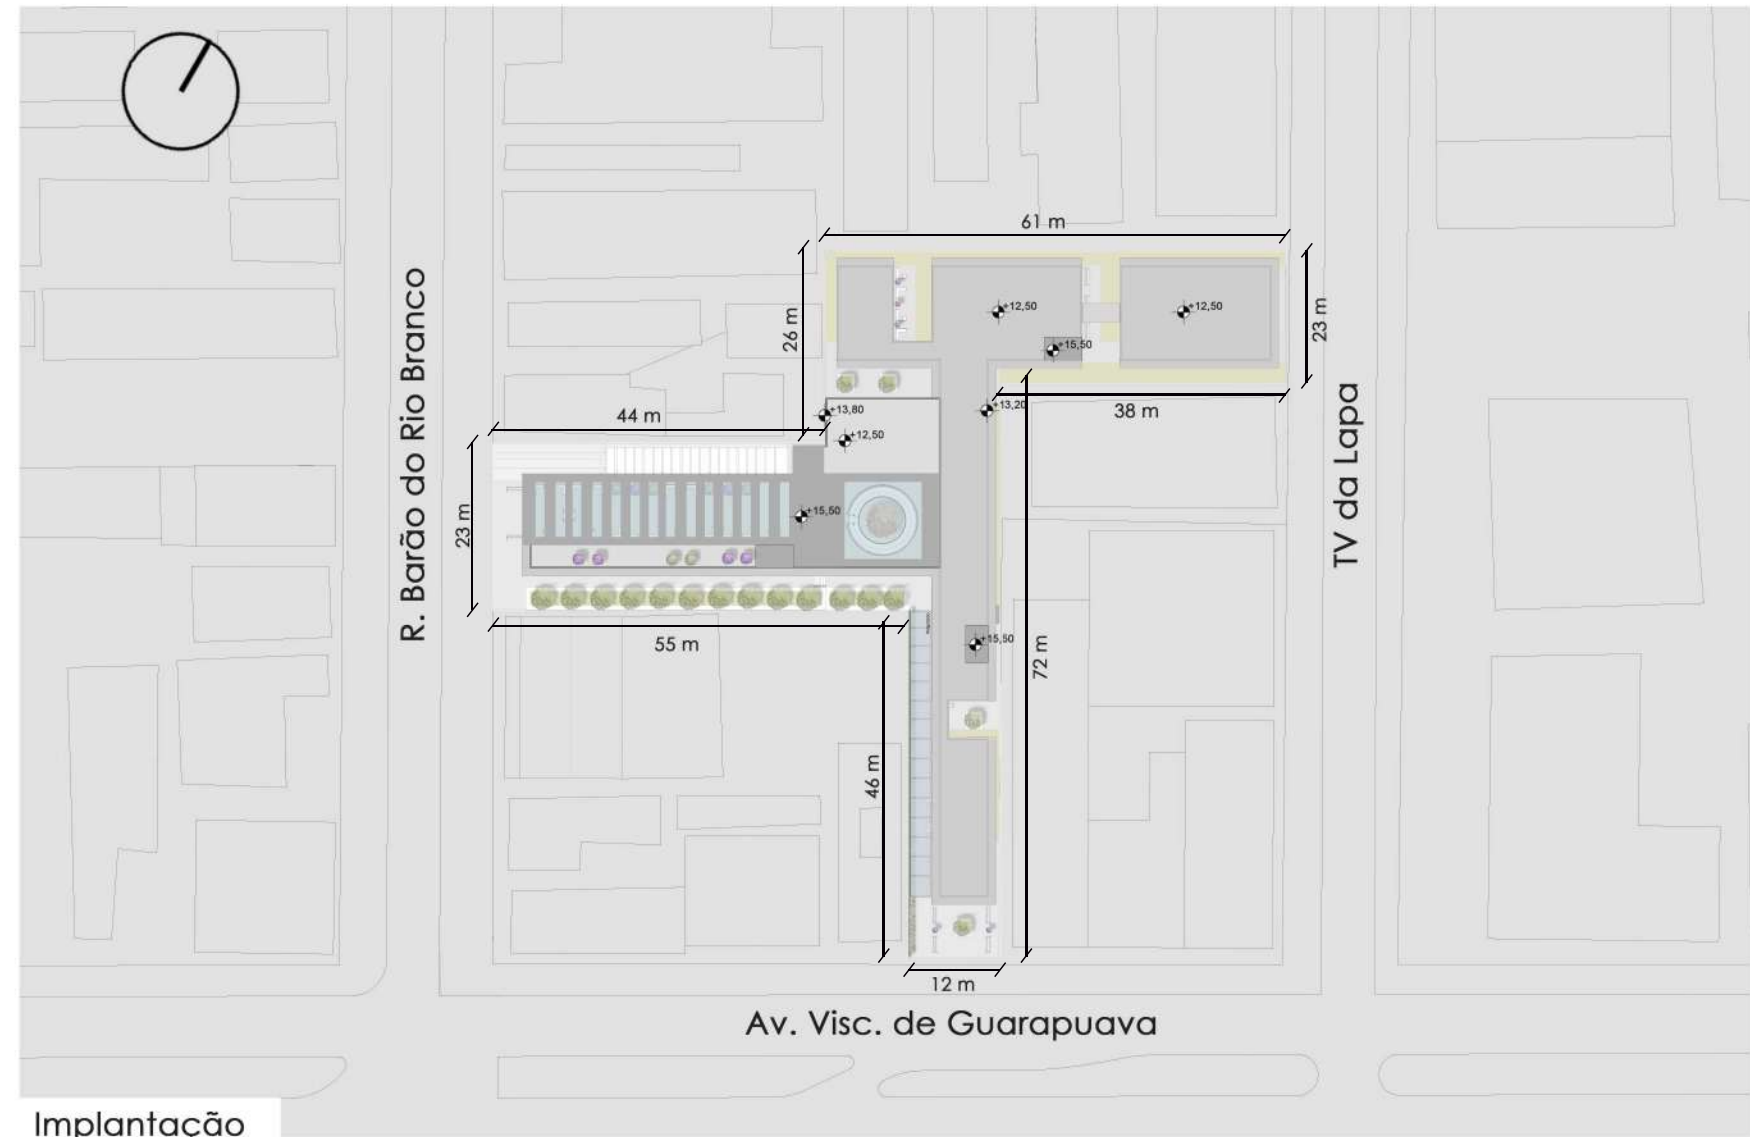 61 m
+12,50
+12,50
26 m
23 m
+15,50
R. Barão do Rio Branco
44 m
+13,80
+13,20
38 m
+12,50
TV da Lapa
23 m
+15,50
55 m
+15,50
72 m
46 m
12 m
Av. Visc. de Guarapuava
Implantação